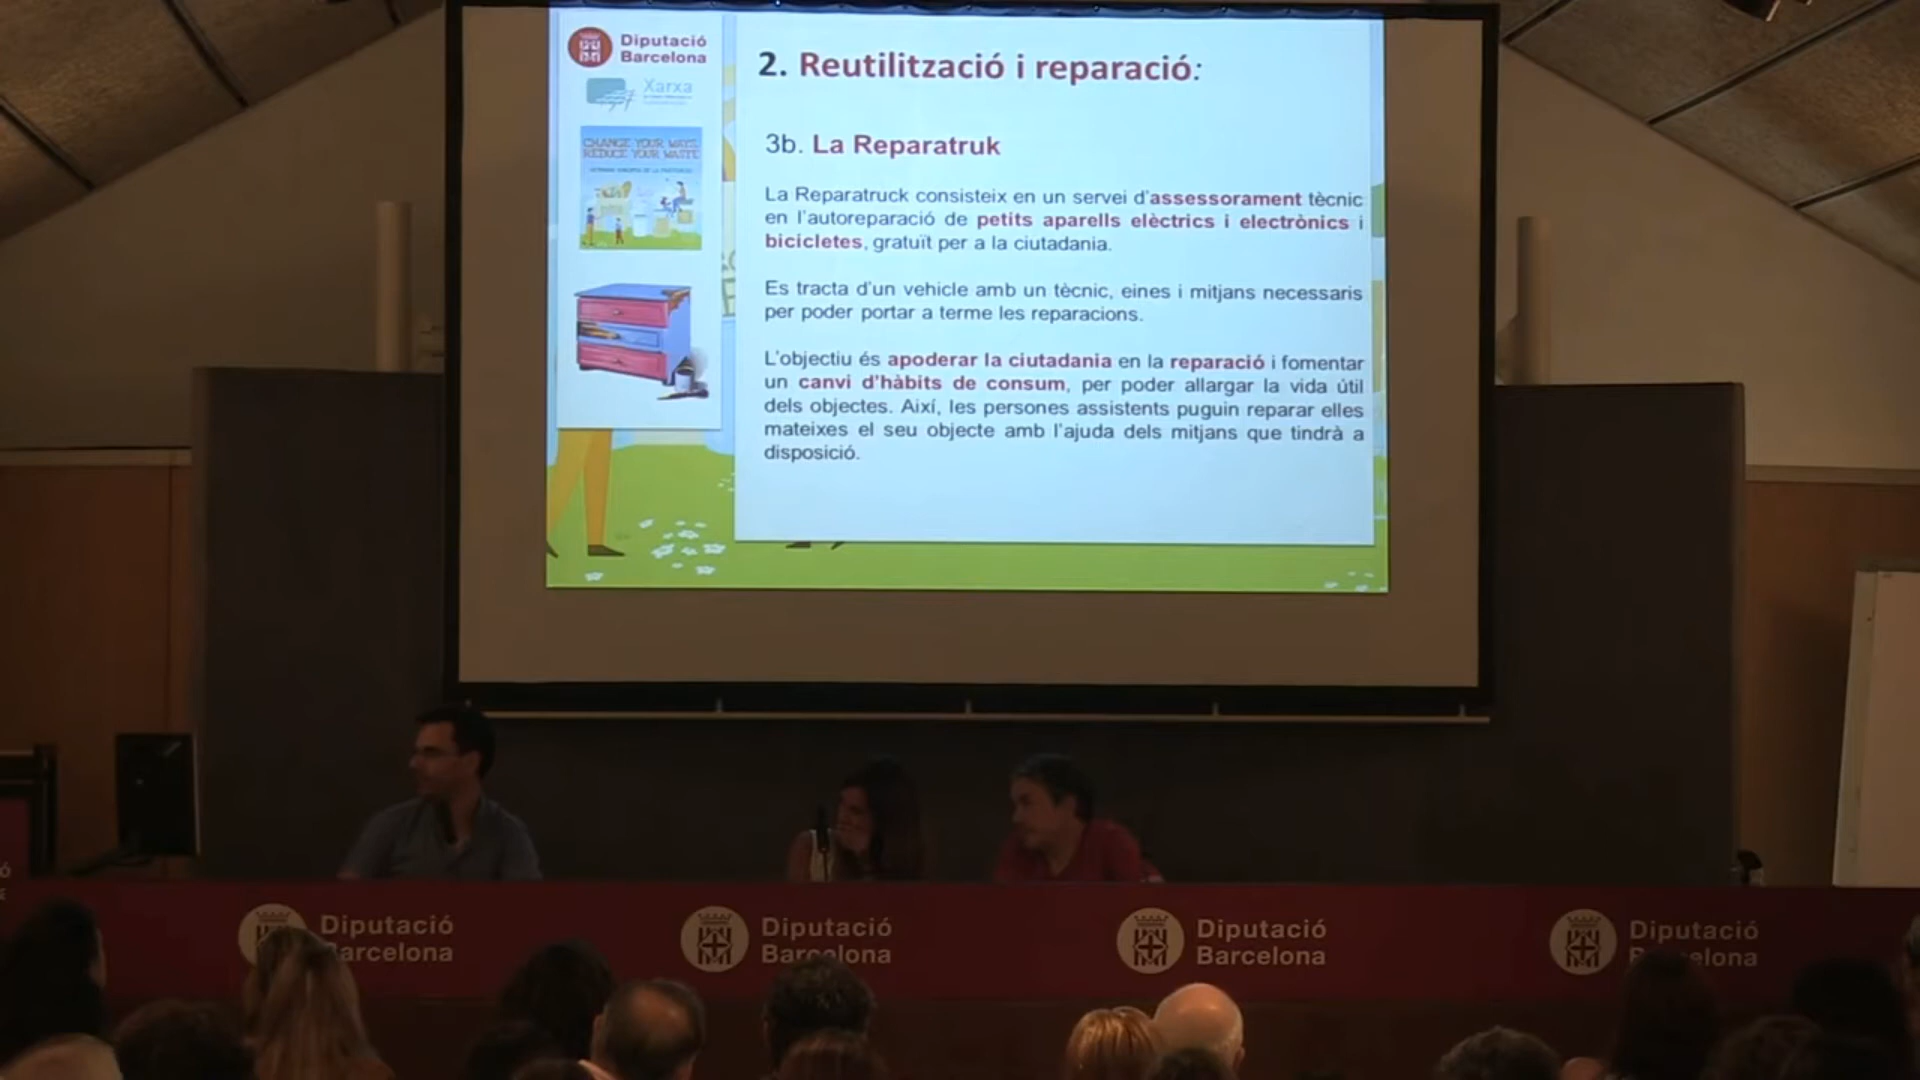 Diputació
Barcelona
Xarxa
CHANGE YOUR WAYS
REDUCE YOUR WASTE
2. Reutilització i reparació:
3b. La Reparatruk
La Reparatruck consisteix en un servei d'assessorament tècnic
en l'autoreparació de petits aparells elèctrics i electrònics i
bicicletes, gratuït per a la ciutadania.
Es tracta d'un vehicle amb un tècnic, eines i mitjans necessaris
per poder portar a terme les reparacions.
L'objectiu és apoderar la ciutadania en la reparació i fomentar
un canvi d'hàbits de consum, per poder allargar la vida útil
dels objectes. Així, les persones assistents puguin reparar elles
mateixes el seu objecte amb l'ajuda dels mitjans que tindrà a
disposició.
Diputació
Barcelona
Diputació
Barcelona
Diputació
Barcelona
Diputació
Barcelona